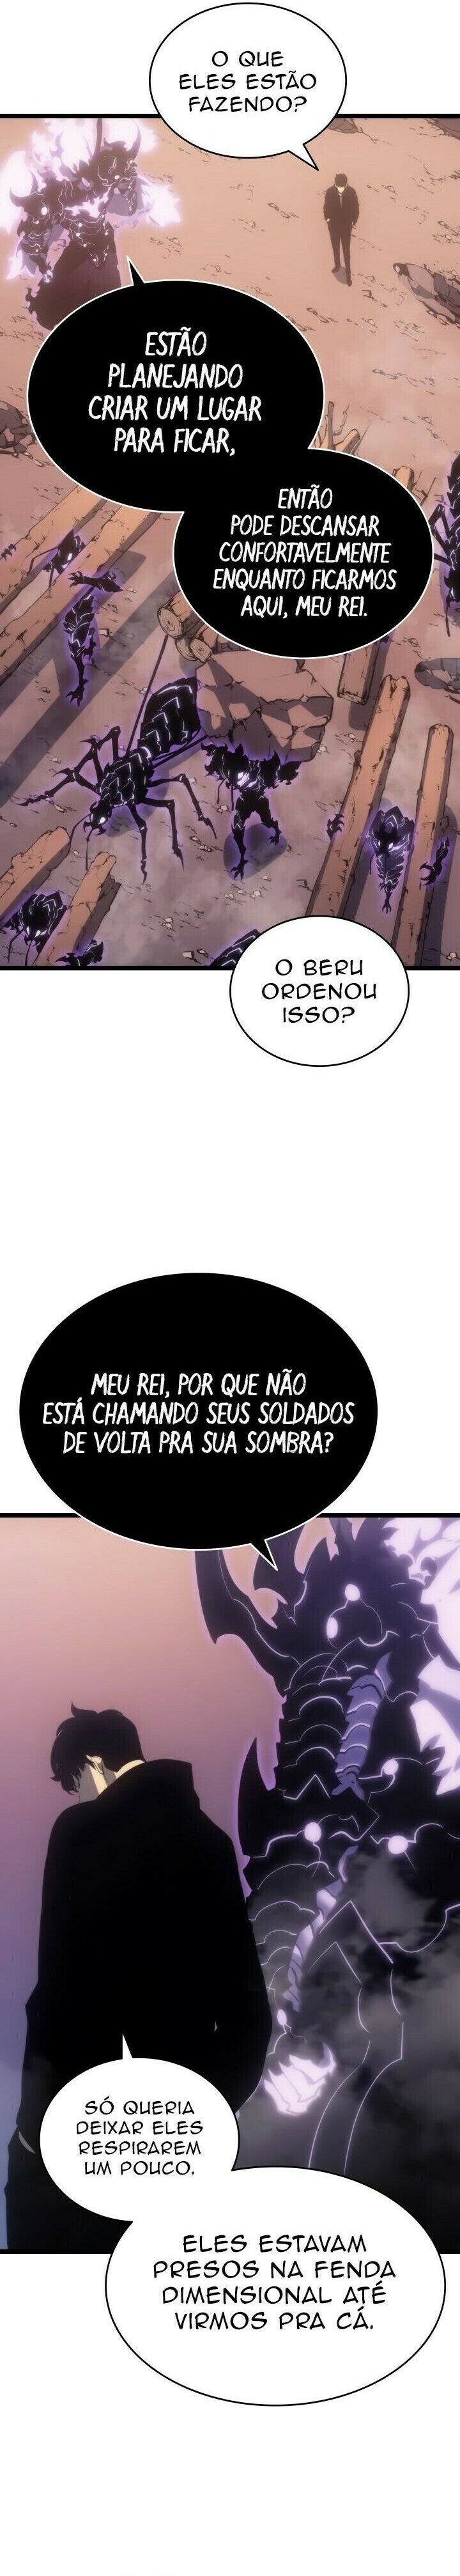 O QUE
ELES ESTÃO
FAZENDO?
ESTÃO
PLANEJANDO
CRIAR UM LUGAR
PARA FICAR,
ENTÃO
PODE DESCANSAR
CONFORTAVELMENTE
ENQUANTO FICARMOS
AQUI, MEU REI.
O BERU
ORDENOU
ISSO?
MEU REI, POR QUE NÃO
ESTÁ CHAMANDO SEUS SOLDADOS
DE VOLTA PRA SUA SOMBRA?
SÓ QUERIA
DEIXAR ELES
RESPIRAREM
UM POUCO.
ELES ESTAVAM
PRESOS NA FENDA
DIMENSIONAL ATÉ
VIRMOS PRA CÁ.